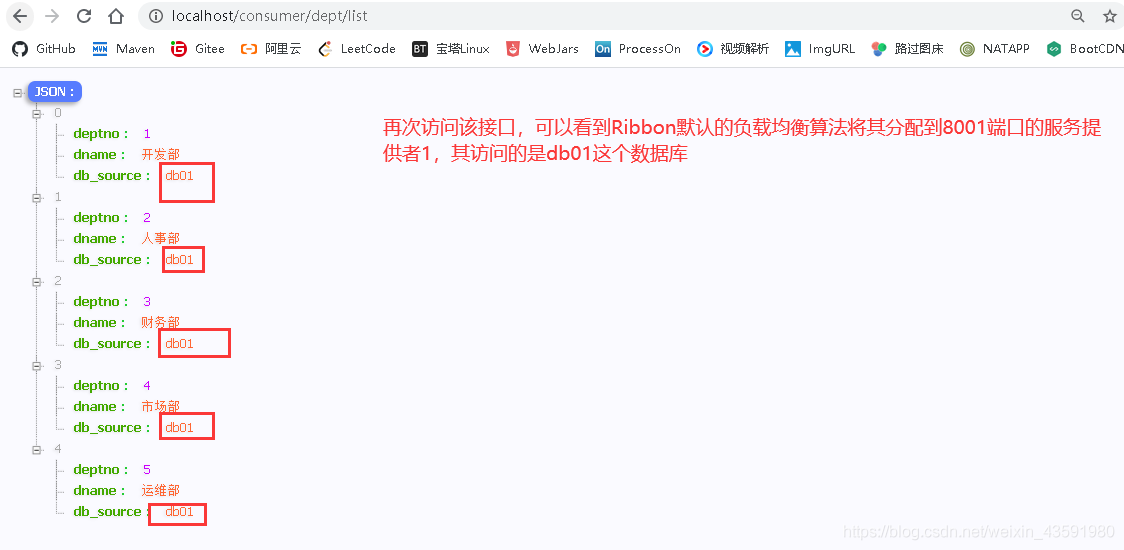 localhost/consumer/dept/list
GitHub Maven Gitee 阿里云 LeetCode 宝塔Linux WebJars ProcessOn 视频解析 ImgURL 路过图床 NATAPP BootCDN
JSON :
0
deptno : 1
dname : 开发部
db_source : db01
1
deptno : 2
dname : 人事部
db_source : db01
2
deptno : 3
dname : 财务部
db_source : db01
3
deptno : 4
dname : 市场部
db_source : db01
4
deptno : 5
dname : 运维部
db_source : db01
再次访问该接口，可以看到Ribbon默认的负载均衡算法将其分配到8001端口的服务提
供者1，其访问的是db01这个数据库
https://blog.csdn.net/weixin_43591980